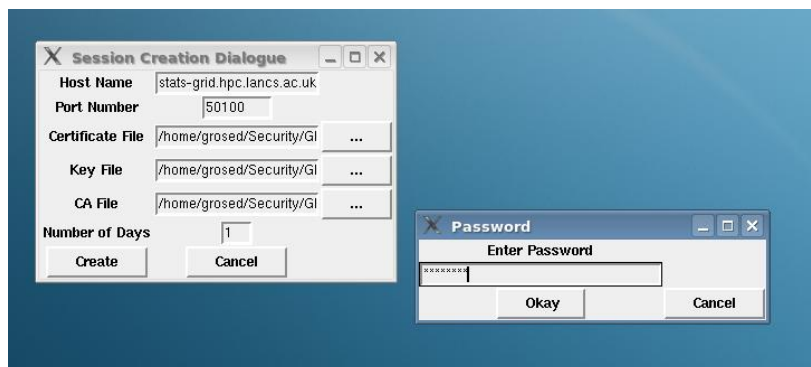 Session Creation Dialogue
Host Name stats-grid.hpc.lancs.ac.uk
Port Number 50100
Certificate File /home/grosed/Security/Gl ...
Key File /home/grosed/Security/Gl ...
CA File /home/grosed/Security/Gl ...
Number of Days 1
Create Cancel
Password
Enter Password
********
Okay Cancel